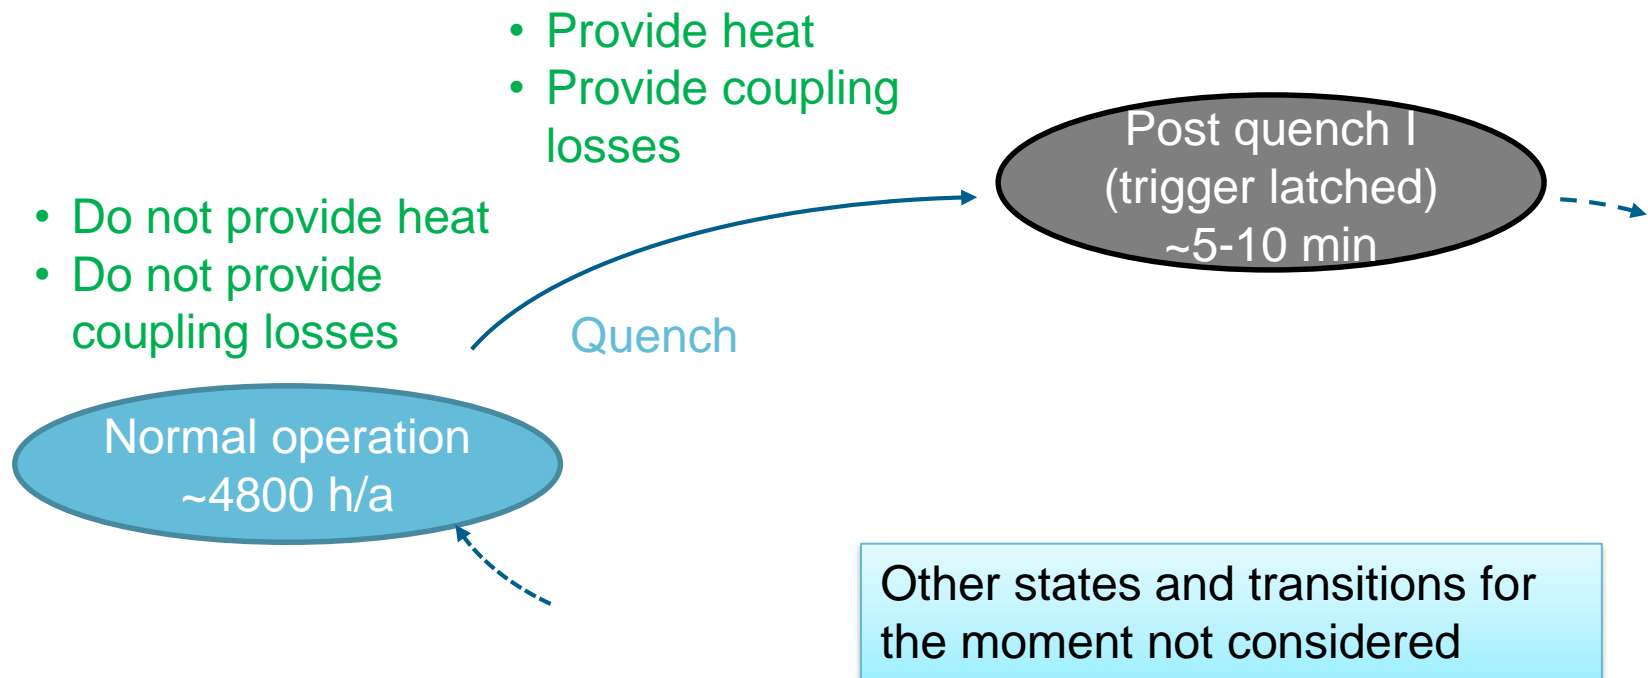 • Provide heat
• Provide coupling
losses
• Do not provide heat
• Do not provide
coupling losses
Post quench I
(trigger latched)
~5-10 min
Quench
Normal operation
~4800 h/a
Other states and transitions for
the moment not considered